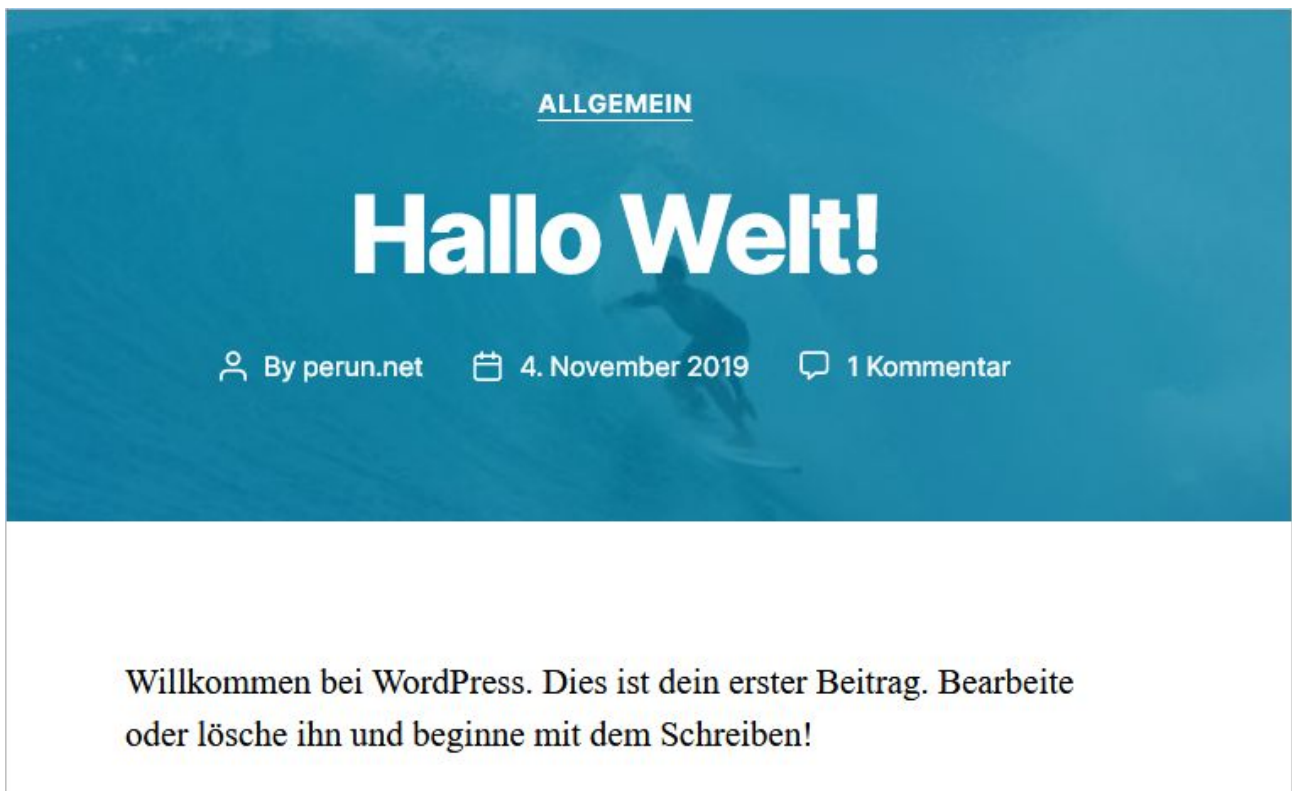 ALLGEMEIN
Hallo Welt!
By perun.net 4. November 2019 1 Kommentar
Willkommen bei WordPress. Dies ist dein erster Beitrag. Bearbeite
oder lösche ihn und beginne mit dem Schreiben!